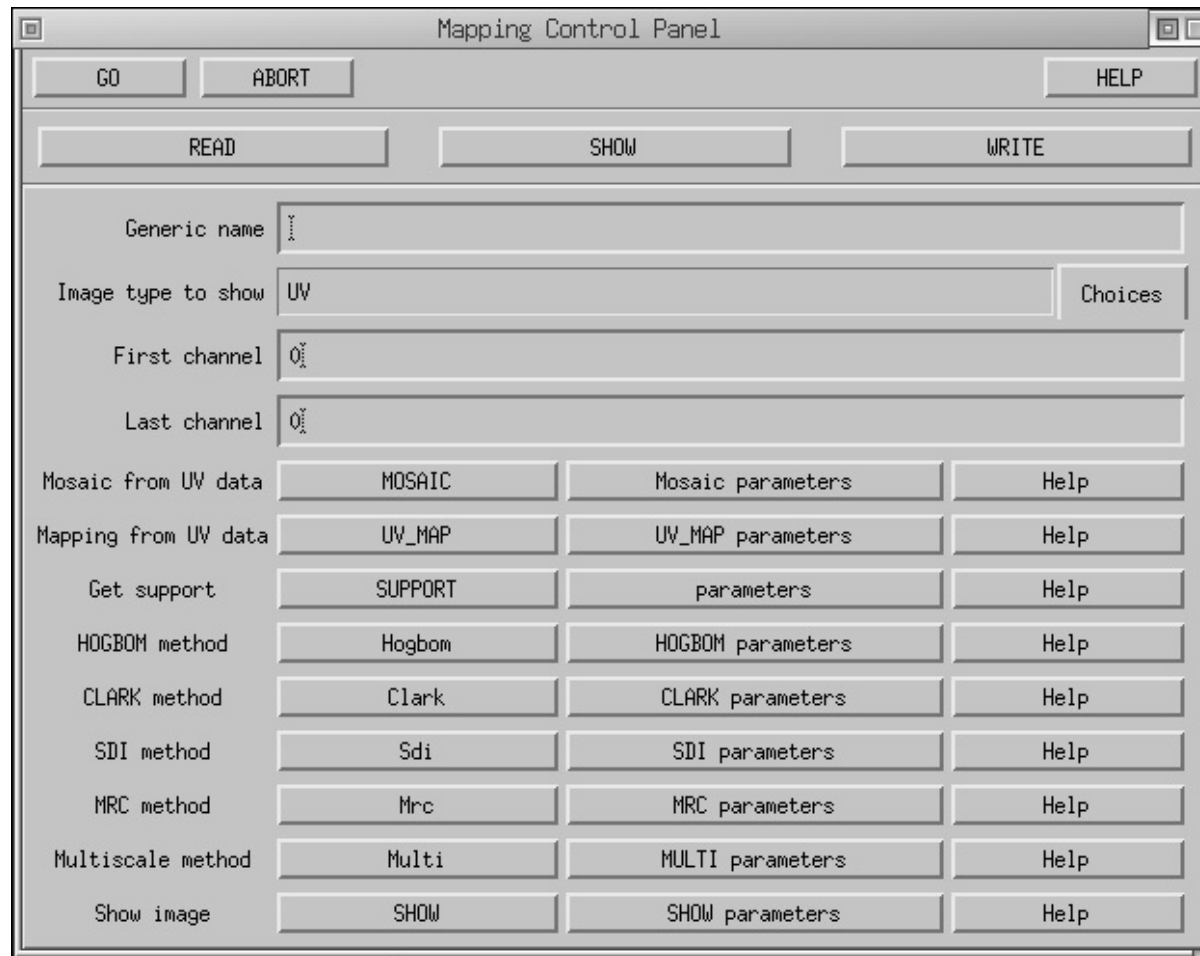 Mapping Control Panel
GO ABORT HELP
READ SHOW WRITE
Generic name
Image type to show UV Choices
First channel 0
Last channel 0
Mosaic from UV data MOSAIC Mosaic parameters Help
Mapping from UV data UV_MAP UV_MAP parameters Help
Get support SUPPORT parameters Help
HOGBOM method Hogbom HOGBOM parameters Help
CLARK method Clark CLARK parameters Help
SDI method Sdi SDI parameters Help
MRC method Mrc MRC parameters Help
Multiscale method Multi MULTI parameters Help
Show image SHOW SHOW parameters Help